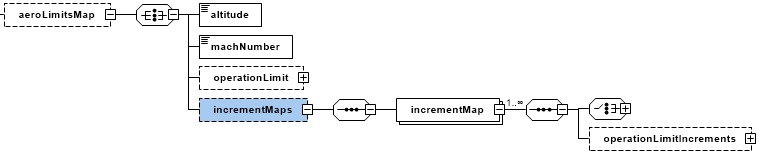 aeroLimitsMap
altitude
machNumber
operationLimit
incrementMaps
incrementMap
1..∞
operationLimitIncrements